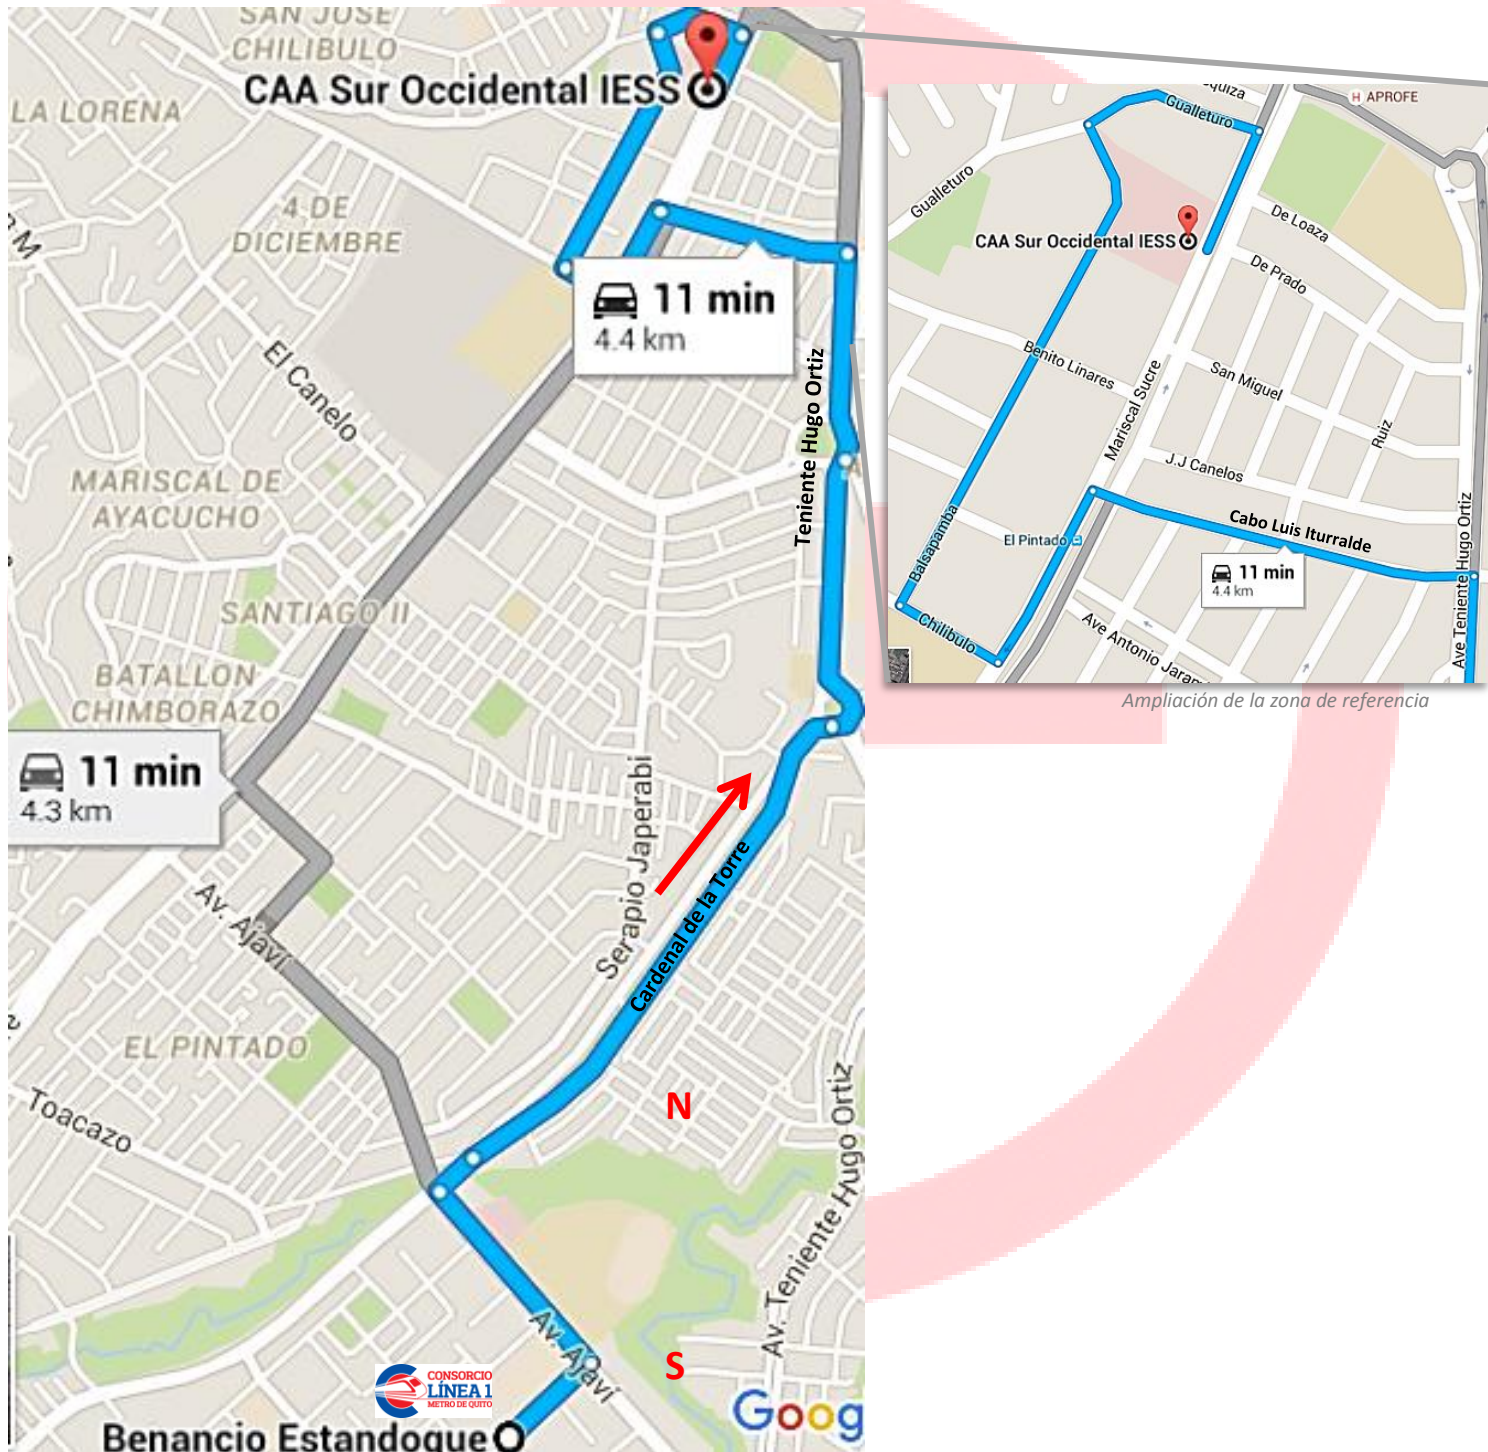 SAN JOSE
CHILIBULO
CAA Sur Occidental IESS
LA LORENA
4 DE
DICIEMBRE
11 min
4.4 km
El Canelo
Teniente Hugo Ortiz
MARISCAL DE
AYACUCHO
SANTIAGO II
BATALLON
CHIMBORAZO
11 min
4.3 km
Serapio Japerabi
Cardenal de la Torre
Av. Ajaví
EL PINTADO
Toacazo
N
Av. Teniente Hugo Ortiz
S
Av. Ajaví
CONSORCIO
LÍNEA 1
METRO DE QUITO
Benancio Estandoque
Goog
quiza
H APROFE
Gualleturo
Gualleturo
De Loaza
CAA Sur Occidental IESS
De Prado
Benito Linares
Mariscal Sucre
San Miguel
Ruiz
J.J Canelos
Cabo Luis Iturralde
El Pintado
Balsapamba
11 min
4.4 km
Ave Teniente Hugo Ortiz
Chilibulo
Ave Antonio Jaram
Ampliación de la zona de referencia